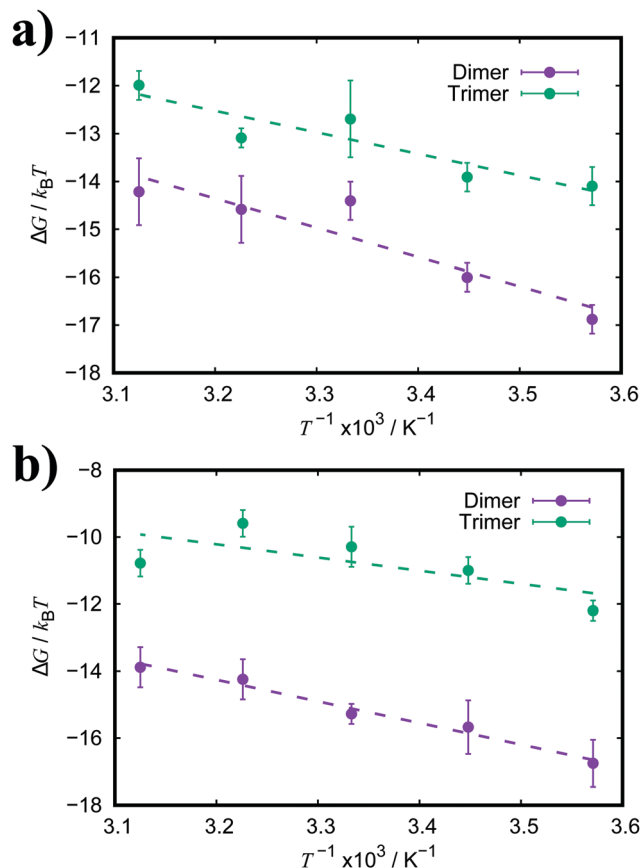 a)
−11
−12
−13
−14
−15
−16
−17
−18
ΔG / kBT
Dimer
Trimer
3.1 3.2 3.3 3.4 3.5 3.6
T−1 x103 / K−1
b)
−8
−10
−12
−14
−16
−18
ΔG / kBT
Dimer
Trimer
3.1 3.2 3.3 3.4 3.5 3.6
T−1 x103 / K−1